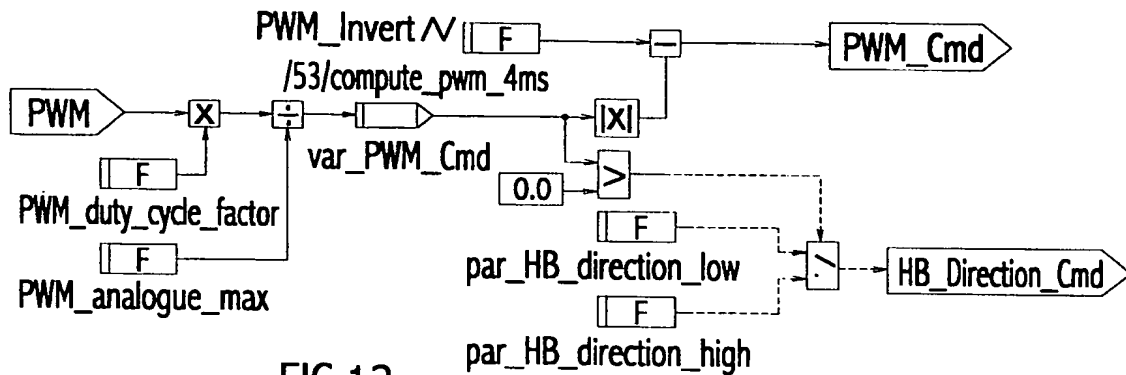 PWM_Invert
F
PWM_Cmd
/53/compute_pwm_4ms
PWM
X
÷
|X|
−
var_PWM_Cmd
F
PWM_duty_cycle_factor
0.0
>
F
par_HB_direction_low
HB_Direction_Cmd
F
PWM_analogue_max
F
par_HB_direction_high